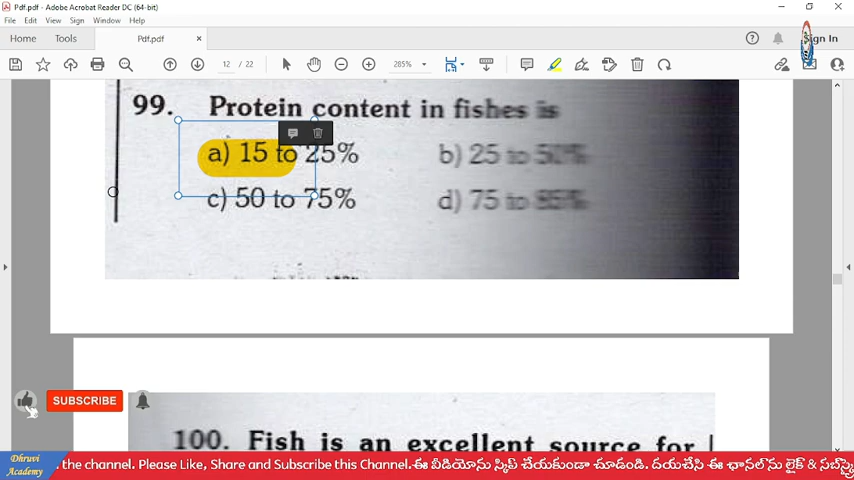 Pdf.pdf - Adobe Acrobat Reader DC (64-bit)
File Edit View Sign Window Help
Home Tools Pdf.pdf × Sign In
12 / 22 285%
99. Protein content in fishes is
a) 15 to 25% b) 25 to 50%
c) 50 to 75% d) 75 to 85%
SUBSCRIBE
100. Fish is an excellent source for
Dhruvi
Academy
the channel. Please Like, Share and Subscribe this Channel. ఈ వీడియోను స్కిప్ చేయకుండా చూడండి. దయచేసి ఈ ఛానల్‌ను లైక్ &